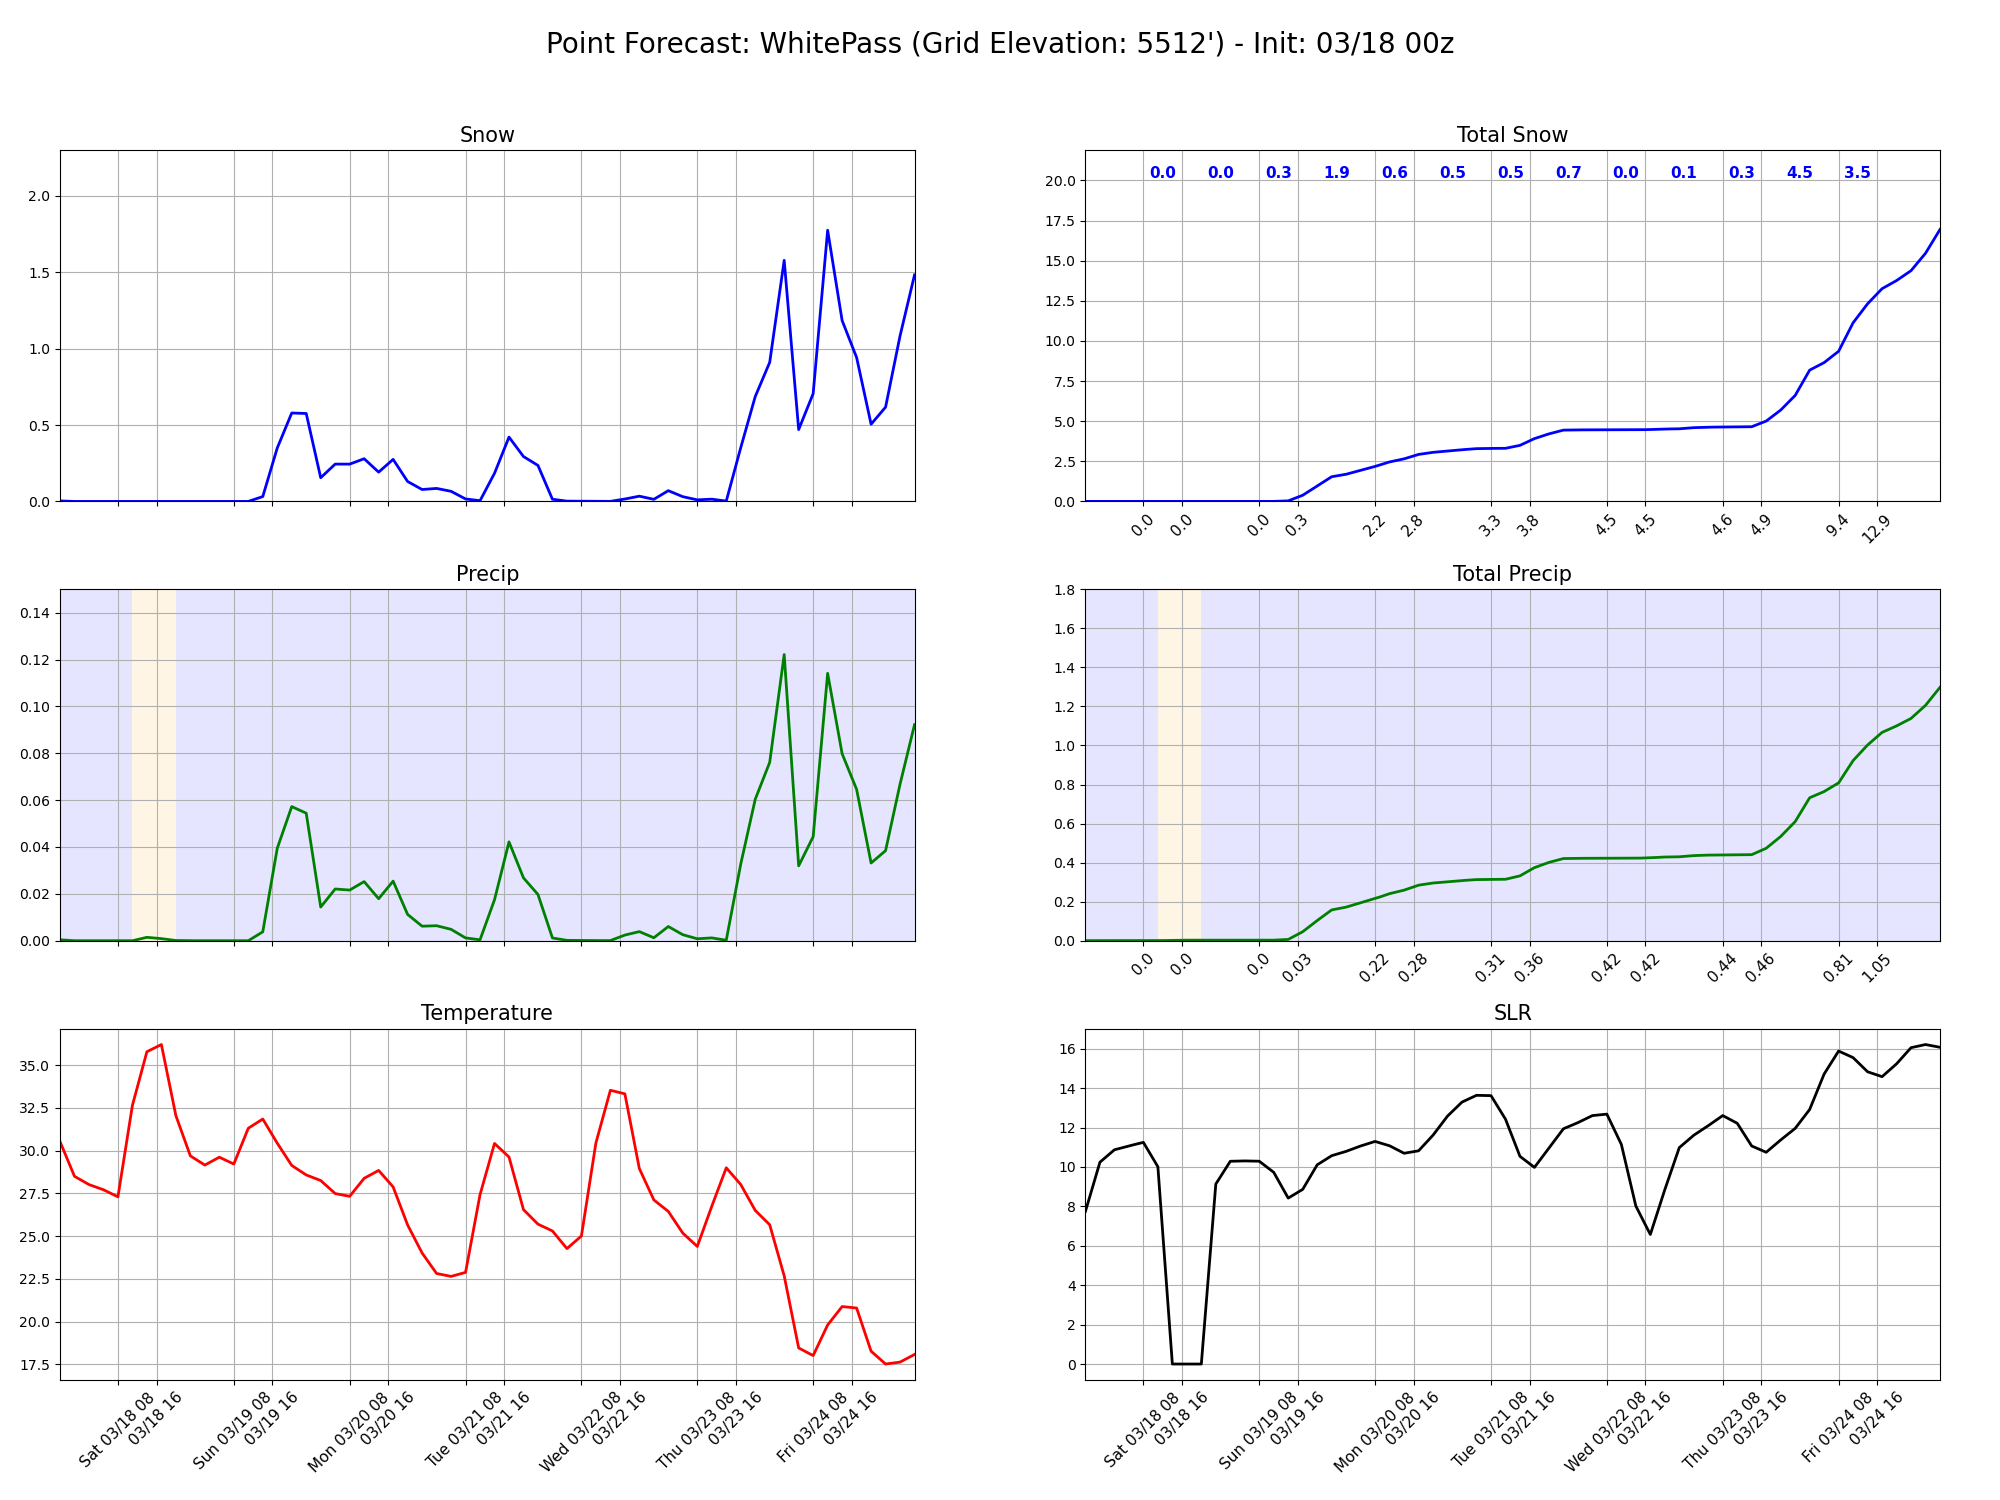 Point Forecast: WhitePass (Grid Elevation: 5512') - Init: 03/18 00z
Snow
2.0
1.5
1.0
0.5
0.0
Total Snow
0.0 0.0 0.3 1.9 0.6 0.5 0.5 0.7 0.0 0.1 0.3 4.5 3.5
20.0
17.5
15.0
12.5
10.0
7.5
5.0
2.5
0.0
0.0 0.0 0.0 0.3 2.2 2.8 3.3 3.8 4.5 4.5 4.6 4.9 9.4 12.9
Precip
0.14
0.12
0.10
0.08
0.06
0.04
0.02
0.00
Total Precip
1.8
1.6
1.4
1.2
1.0
0.8
0.6
0.4
0.2
0.0
0.0 0.0 0.0 0.03 0.22 0.28 0.31 0.36 0.42 0.42 0.44 0.46 0.81 1.05
Temperature
35.0
32.5
30.0
27.5
25.0
22.5
20.0
17.5
Sat 03/18 08
03/18 16
Sun 03/19 08
03/19 16
Mon 03/20 08
03/20 16
Tue 03/21 08
03/21 16
Wed 03/22 08
03/22 16
Thu 03/23 08
03/23 16
Fri 03/24 08
03/24 16
SLR
16
14
12
10
8
6
4
2
0
Sat 03/18 08
03/18 16
Sun 03/19 08
03/19 16
Mon 03/20 08
03/20 16
Tue 03/21 08
03/21 16
Wed 03/22 08
03/22 16
Thu 03/23 08
03/23 16
Fri 03/24 08
03/24 16